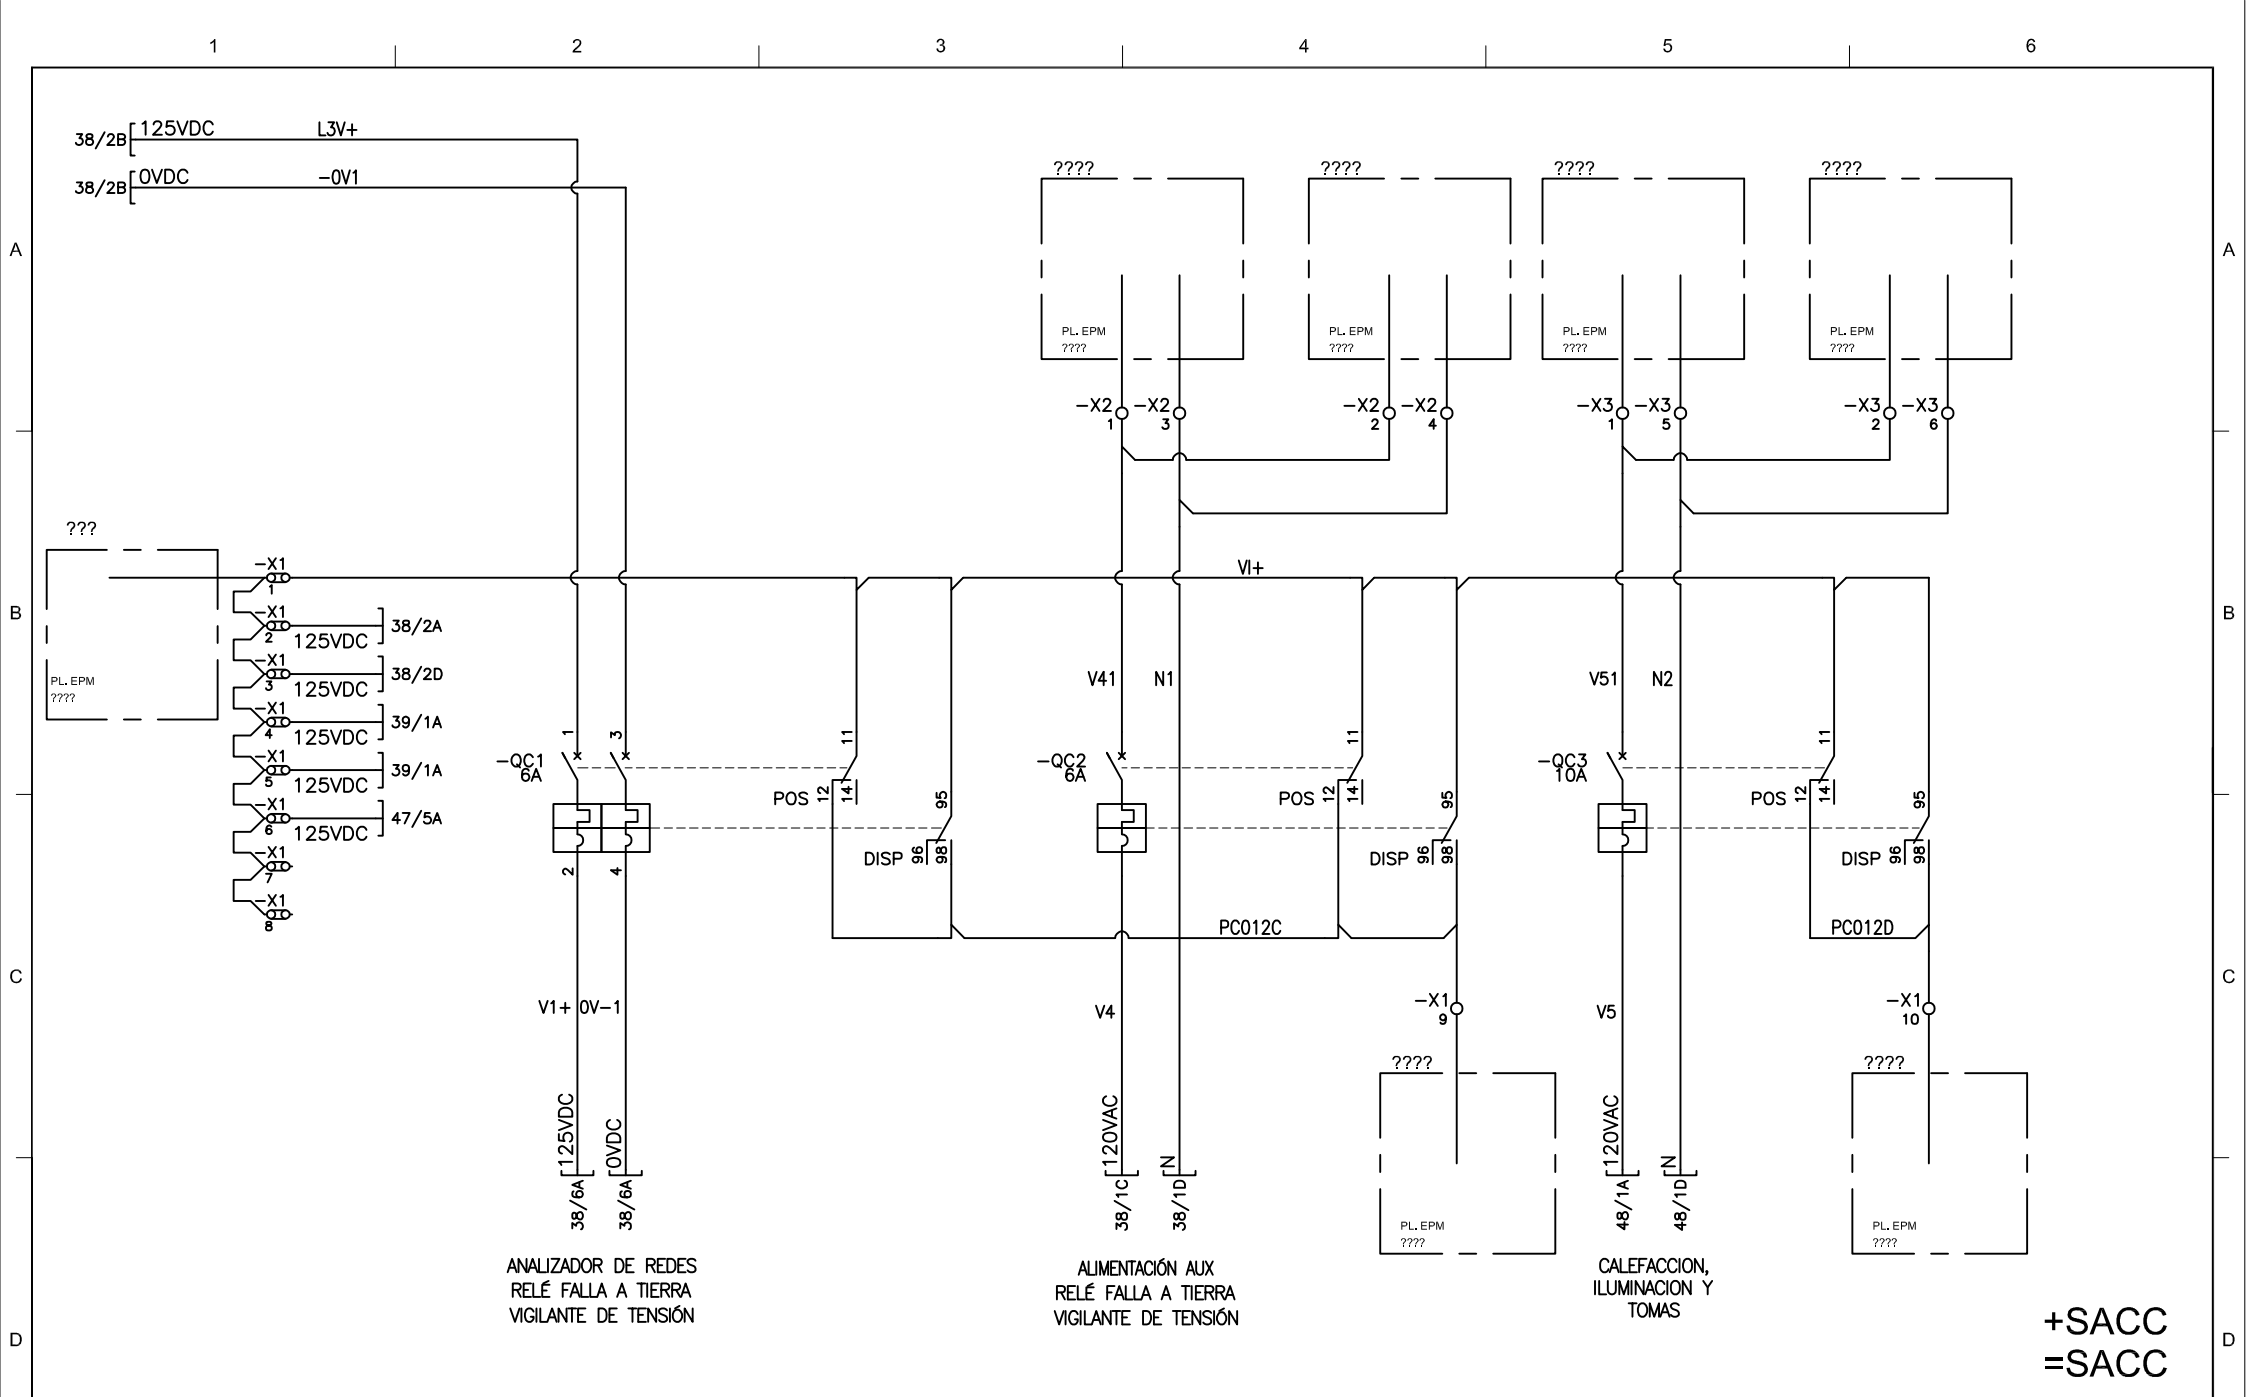 1 2 3 4 5 6
38/2B 125VDC L3V+
38/2B 0VDC -0V1
???? ???? ???? ????
A A
PL. EPM PL. EPM PL. EPM PL. EPM
???? ???? ???? ????
-X2 -X2 -X2 -X2 -X3 -X3 -X3 -X3
1 3 2 4 1 5 2 6
???
-X1
1
VI+
B B
-X1
2
125VDC 38/2A
-X1
3
125VDC 38/2D
PL. EPM
????
V41 N1 V51 N2
-X1
4
125VDC 39/1A
-X1
5
125VDC 39/1A
-X1
6
125VDC 47/5A
-X1
7
-X1
8
1 3 11 11 11
-QC1
6A
-QC2
6A
-QC3
10A
POS 12 14 95
POS 12 14 95
POS 12 14 95
DISP 96 98
DISP 96 98
DISP 96 98
2 4
PC012C PC012D
C C
V1+ 0V-1 V4 V5
-X1
9
-X1
10
???? ????
125VDC 0VDC 120VAC N 120VAC N
38/6A 38/6A 38/1C 38/1D 48/1A 48/1D
PL. EPM PL. EPM
???? ????
ANALIZADOR DE REDES
RELÉ FALLA A TIERRA
VIGILANTE DE TENSIÓN
ALIMENTACIÓN AUX
RELÉ FALLA A TIERRA
VIGILANTE DE TENSIÓN
CALEFACCION,
ILUMINACION Y
TOMAS
D D
+SACC
=SACC